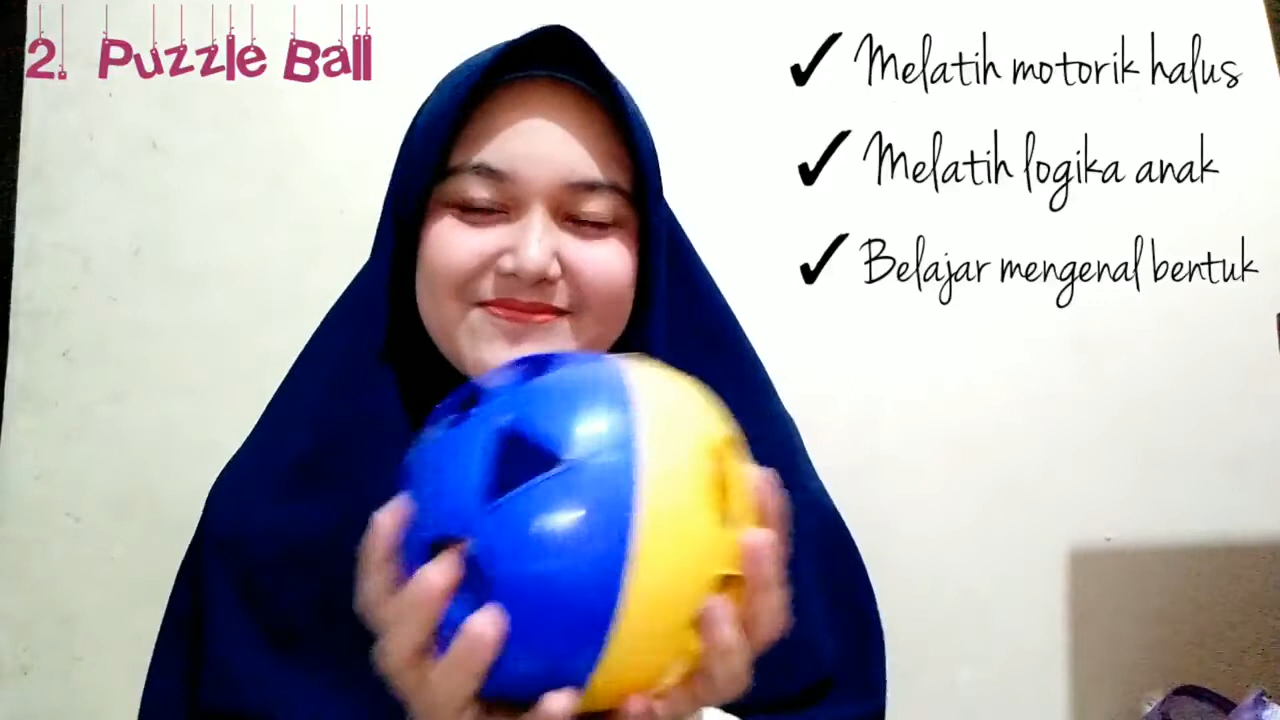 2. Puzzle Ball
✓ Melatih motorik halus
✓ Melatih logika anak
✓ Belajar mengenal bentuk